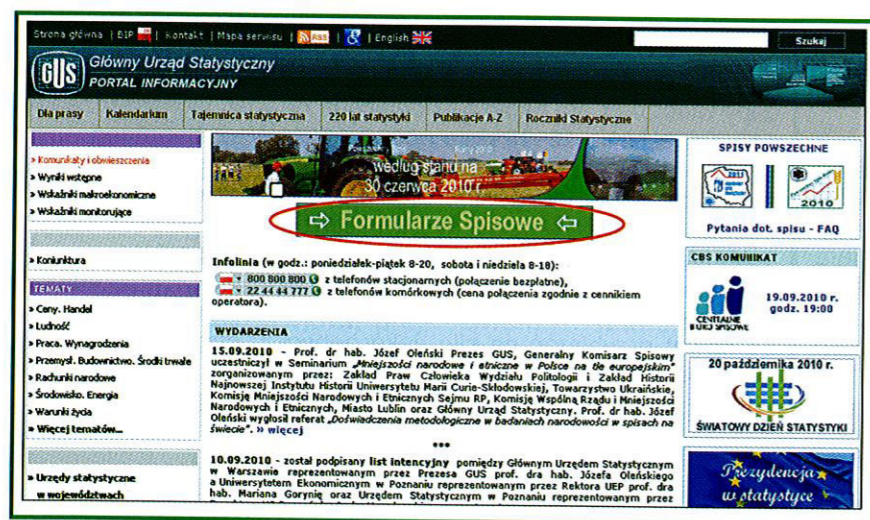 Strona główna | BIP | Kontakt | Mapa serwisu | RSS | English
Szukaj
GUS
Główny Urząd Statystyczny
PORTAL INFORMACYJNY
Dla prasy Kalendarium Tajemnica statystyczna 220 lat statystyki Publikacje A-Z Roczniki Statystyczne
» Komunikaty i obwieszczenia
» Wyniki wstępne
» Wskaźniki makroekonomiczne
» Wskaźniki monitorujące
» Koniunktura
TEMATY
» Ceny. Handel
» Ludność
» Praca. Wynagrodzenia
» Przemysł. Budownictwo. Środki trwałe
» Rachunki narodowe
» Środowisko. Energia
» Warunki życia
» Więcej tematów...
» Urzędy statystyczne
w województwach
według stanu na
30 czerwca 2010 r.
⇨ Formularze Spisowe ⇦
Infolinia (w godz.: poniedziałek-piątek 8-20, sobota i niedziela 8-18):
800 800 800 z telefonów stacjonarnych (połączenie bezpłatne),
22 44 44 777 z telefonów komórkowych (cena połączenia zgodnie z cennikiem
operatora).
WYDARZENIA
15.09.2010 - Prof. dr hab. Józef Oleński Prezes GUS, Generalny Komisarz Spisowy
uczestniczył w Seminarium „Mniejszości narodowe i etniczne w Polsce na tle europejskim"
zorganizowanym przez: Zakład Praw Człowieka Wydziału Politologii i Zakład Historii
Najnowszej Instytutu Historii Uniwersytetu Marii Curie-Skłodowskiej, Towarzystwo Ukraińskie,
Komisję Mniejszości Narodowych i Etnicznych Sejmu RP, Komisję Wspólną Rządu i Mniejszości
Narodowych i Etnicznych, Miasto Lublin oraz Główny Urząd Statystyczny. Prof. dr hab. Józef
Oleński wygłosił referat „Doświadczenia metodologiczne w badaniach narodowości w spisach na
świecie". » więcej
•••
10.09.2010 - został podpisany list intencyjny pomiędzy Głównym Urzędem Statystycznym
w Warszawie reprezentowanym przez Prezesa GUS prof. dra hab. Józefa Oleńskiego
a Uniwersytetem Ekonomicznym w Poznaniu reprezentowanym przez Rektora UEP prof. dra
hab. Mariana Gorynię oraz Urzędem Statystycznym w Poznaniu reprezentowanym przez
SPISY POWSZECHNE
2011
2010
Pytania dot. spisu - FAQ
CBS KOMUNIKAT
19.09.2010 r.
godz. 19:00
CENTRALNE
BIURO SPISOWE
20 października 2010 r.
ŚWIATOWY DZIEŃ STATYSTYKI
Prezydencja
w statystyce